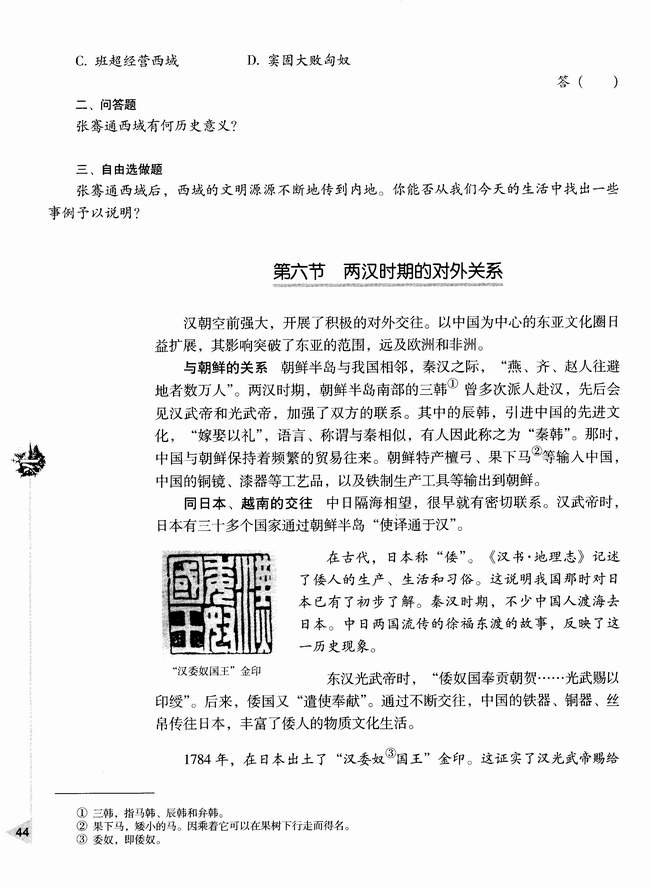 C. 班超经营西域 D. 窦固大败匈奴
答（　　）
二、问答题
张骞通西域有何历史意义？
三、自由选做题
张骞通西域后，西域的文明源源不断地传到内地。你能否从我们今天的生活中找出一些
事例予以说明？
第六节　两汉时期的对外关系
汉朝空前强大，开展了积极的对外交往。以中国为中心的东亚文化圈日
益扩展，其影响突破了东亚的范围，远及欧洲和非洲。
与朝鲜的关系　朝鲜半岛与我国相邻，秦汉之际，“燕、齐、赵人往避
地者数万人”。两汉时期，朝鲜半岛南部的三韩①曾多次派人赴汉，先后会
见汉武帝和光武帝，加强了双方的联系。其中的辰韩，引进中国的先进文
化，“嫁娶以礼”，语言、称谓与秦相似，有人因此称之为“秦韩”。那时，
中国与朝鲜保持着频繁的贸易往来。朝鲜特产檀弓、果下马②等输入中国，
中国的铜镜、漆器等工艺品，以及铁制生产工具等输出到朝鲜。
同日本、越南的交往　中日隔海相望，很早就有密切联系。汉武帝时，
日本有三十多个国家通过朝鲜半岛“使译通于汉”。
在古代，日本称“倭”。《汉书·地理志》记述
了倭人的生产、生活和习俗。这说明我国那时对日
本已有了初步了解。秦汉时期，不少中国人渡海去
日本。中日两国流传的徐福东渡的故事，反映了这
一历史现象。
漢委奴國王
“汉委奴国王”金印
东汉光武帝时，“倭奴国奉贡朝贺……光武赐以
印绶”。后来，倭国又“遣使奉献”。通过不断交往，中国的铁器、铜器、丝
帛传往日本，丰富了倭人的物质文化生活。
1784 年，在日本出土了“汉委奴③国王”金印。这证实了汉光武帝赐给
① 三韩，指马韩、辰韩和弁韩。
② 果下马，矮小的马。因乘着它可以在果树下行走而得名。
③ 委奴，即倭奴。
44